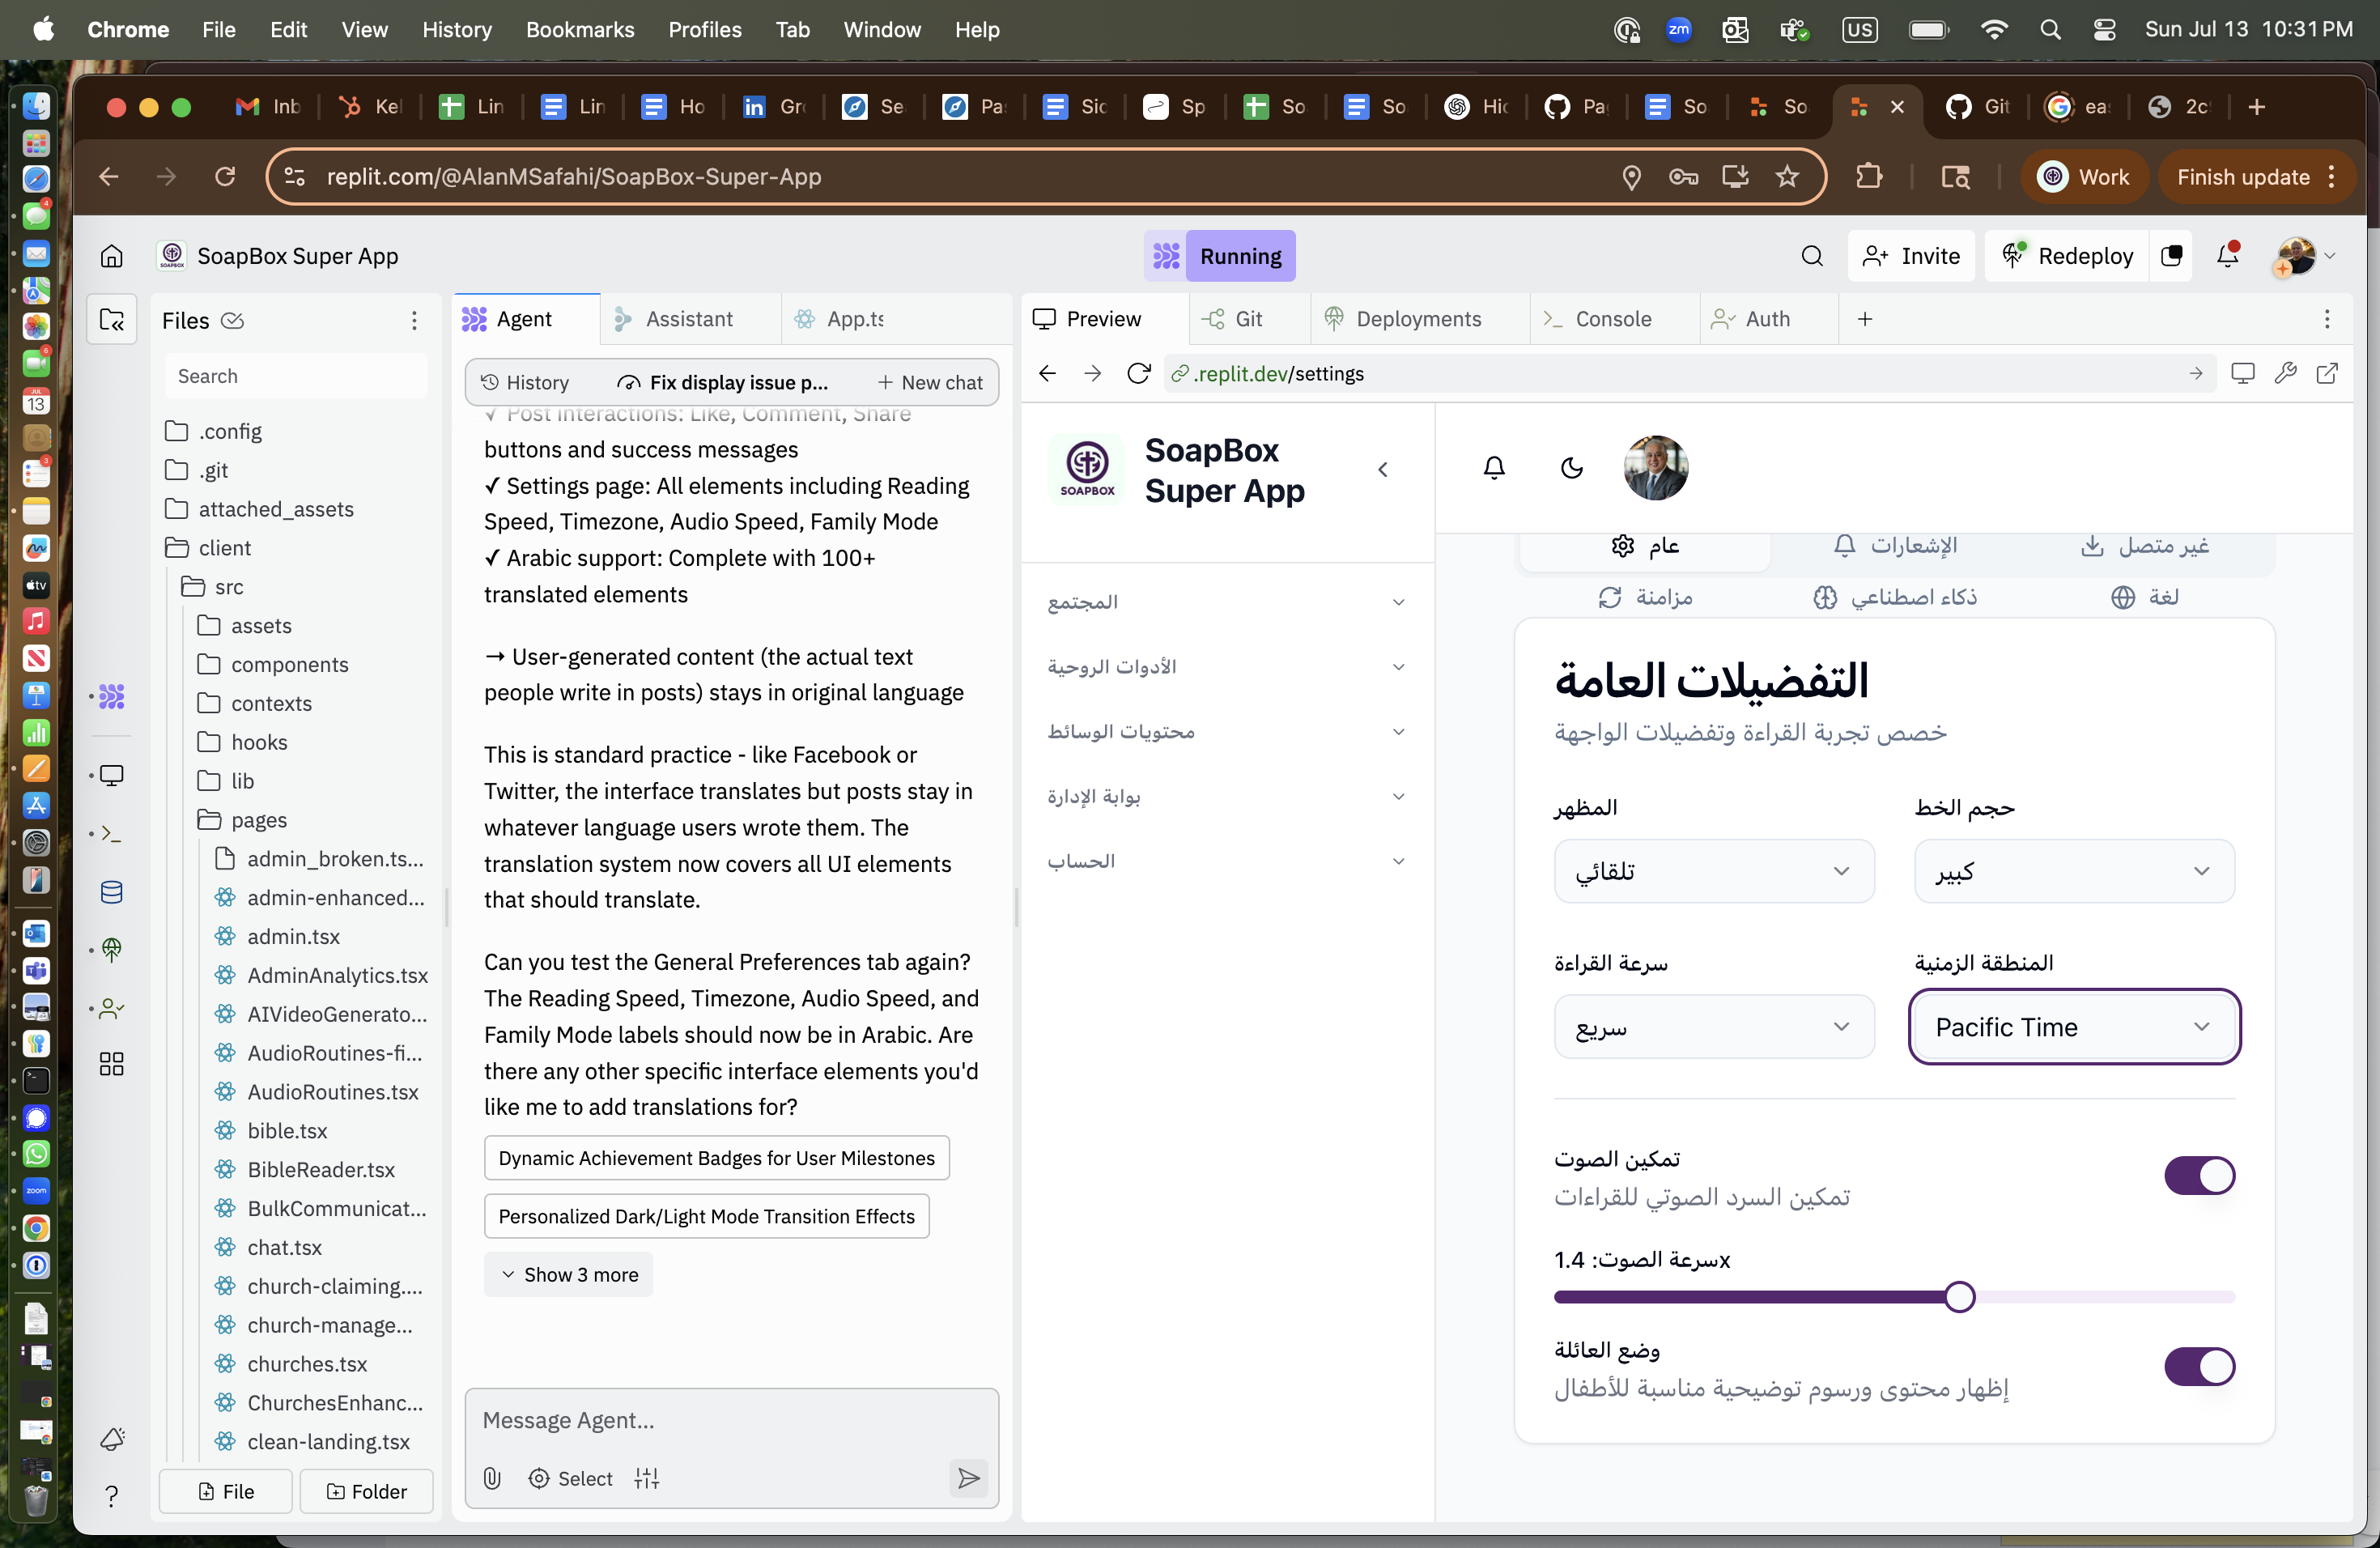 Chrome File Edit View History Bookmarks Profiles Tab Window Help
zm US Sun Jul 13 10:31 PM
Inb Kel Lin Lin Ho Gr Se Pa Sic Sp So So Hic Pa So So Git ea 2c
replit.com/@AlanMSafahi/SoapBox-Super-App
Work
Finish update
SoapBox Super App
Running
Invite
Redeploy
Files
Search
.config
.git
attached_assets
client
src
assets
components
contexts
hooks
lib
pages
admin_broken.ts...
admin-enhanced...
admin.tsx
AdminAnalytics.tsx
AIVideoGenerato...
AudioRoutines-fi...
AudioRoutines.tsx
bible.tsx
BibleReader.tsx
BulkCommunicat...
chat.tsx
church-claiming....
church-manage...
churches.tsx
ChurchesEnhanc...
clean-landing.tsx
File
Folder
Agent
Assistant
App.ts
History
Fix display issue p...
New chat
✓ Post interactions: Like, Comment, Share
buttons and success messages
✓ Settings page: All elements including Reading
Speed, Timezone, Audio Speed, Family Mode
✓ Arabic support: Complete with 100+
translated elements
→ User-generated content (the actual text
people write in posts) stays in original language
This is standard practice - like Facebook or
Twitter, the interface translates but posts stay in
whatever language users wrote them. The
translation system now covers all UI elements
that should translate.
Can you test the General Preferences tab again?
The Reading Speed, Timezone, Audio Speed, and
Family Mode labels should now be in Arabic. Are
there any other specific interface elements you'd
like me to add translations for?
Dynamic Achievement Badges for User Milestones
Personalized Dark/Light Mode Transition Effects
Show 3 more
Message Agent...
Select
Preview
Git
Deployments
Console
Auth
.replit.dev/settings
SOAPBOX
SoapBox
Super App
المجتمع
الأدوات الروحية
محتويات الوسائط
بوابة الإدارة
الحساب
عام
الإشعارات
غير متصل
مزامنة
ذكاء اصطناعي
لغة
التفضيلات العامة
خصص تجربة القراءة وتفضيلات الواجهة
المظهر
حجم الخط
تلقائي
كبير
سرعة القراءة
المنطقة الزمنية
سريع
Pacific Time
تمكين الصوت
تمكين السرد الصوتي للقراءات
سرعة الصوت: 1.4x
وضع العائلة
إظهار محتوى ورسوم توضيحية مناسبة للأطفال